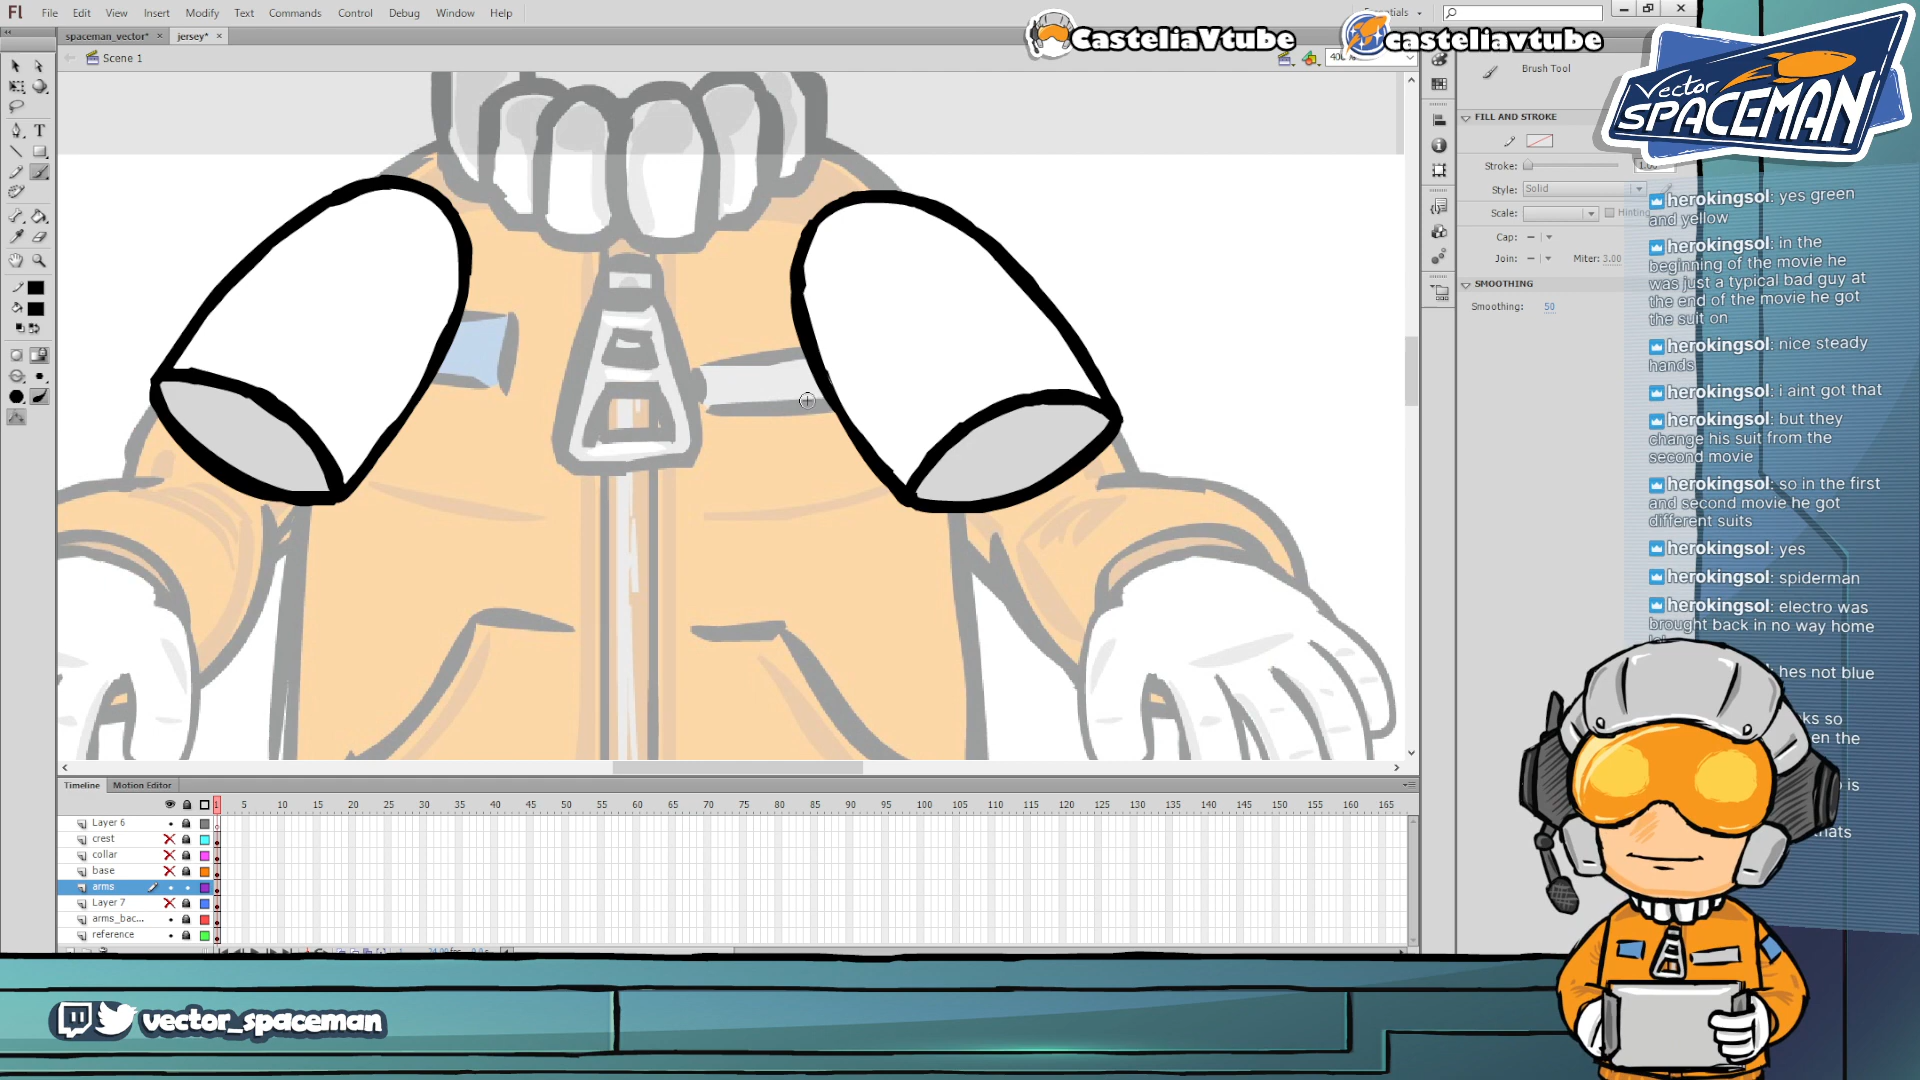 Fl File Edit View Insert Modify Text Commands Control Debug Window Help
spaceman_vector* × jersey* ×
Scene 1
CasteliaVtube
casteliavtube
Vector
SPACEMAN
Brush Tool
FILL AND STROKE
Stroke: 1.00
Style: Solid
Scale: Hinting
Cap:
Join: Miter: 3.00
SMOOTHING
Smoothing: 50
herokingsol: yes green
and yellow
herokingsol: in the
beginning of the movie he
was just a typical bad guy at
the end of the movie he got
the suit on
herokingsol: nice steady
hands
herokingsol: i aint got that
herokingsol: but they
change his suit from the
second movie
herokingsol: so in the first
and second movie he got
different suits
herokingsol: yes
herokingsol: spiderman
herokingsol: electro was
brought back in no way home
hes not blue
so
the
is
Timeline Motion Editor
1 5 10 15 20 25 30 35 40 45 50 55 60 65 70 75 80 85 90 95 100 105 110 115 120 125 130 135 140 145 150 155 160 165
Layer 6
crest
collar
base
arms
Layer 7
arms_bac...
reference
vector_spaceman